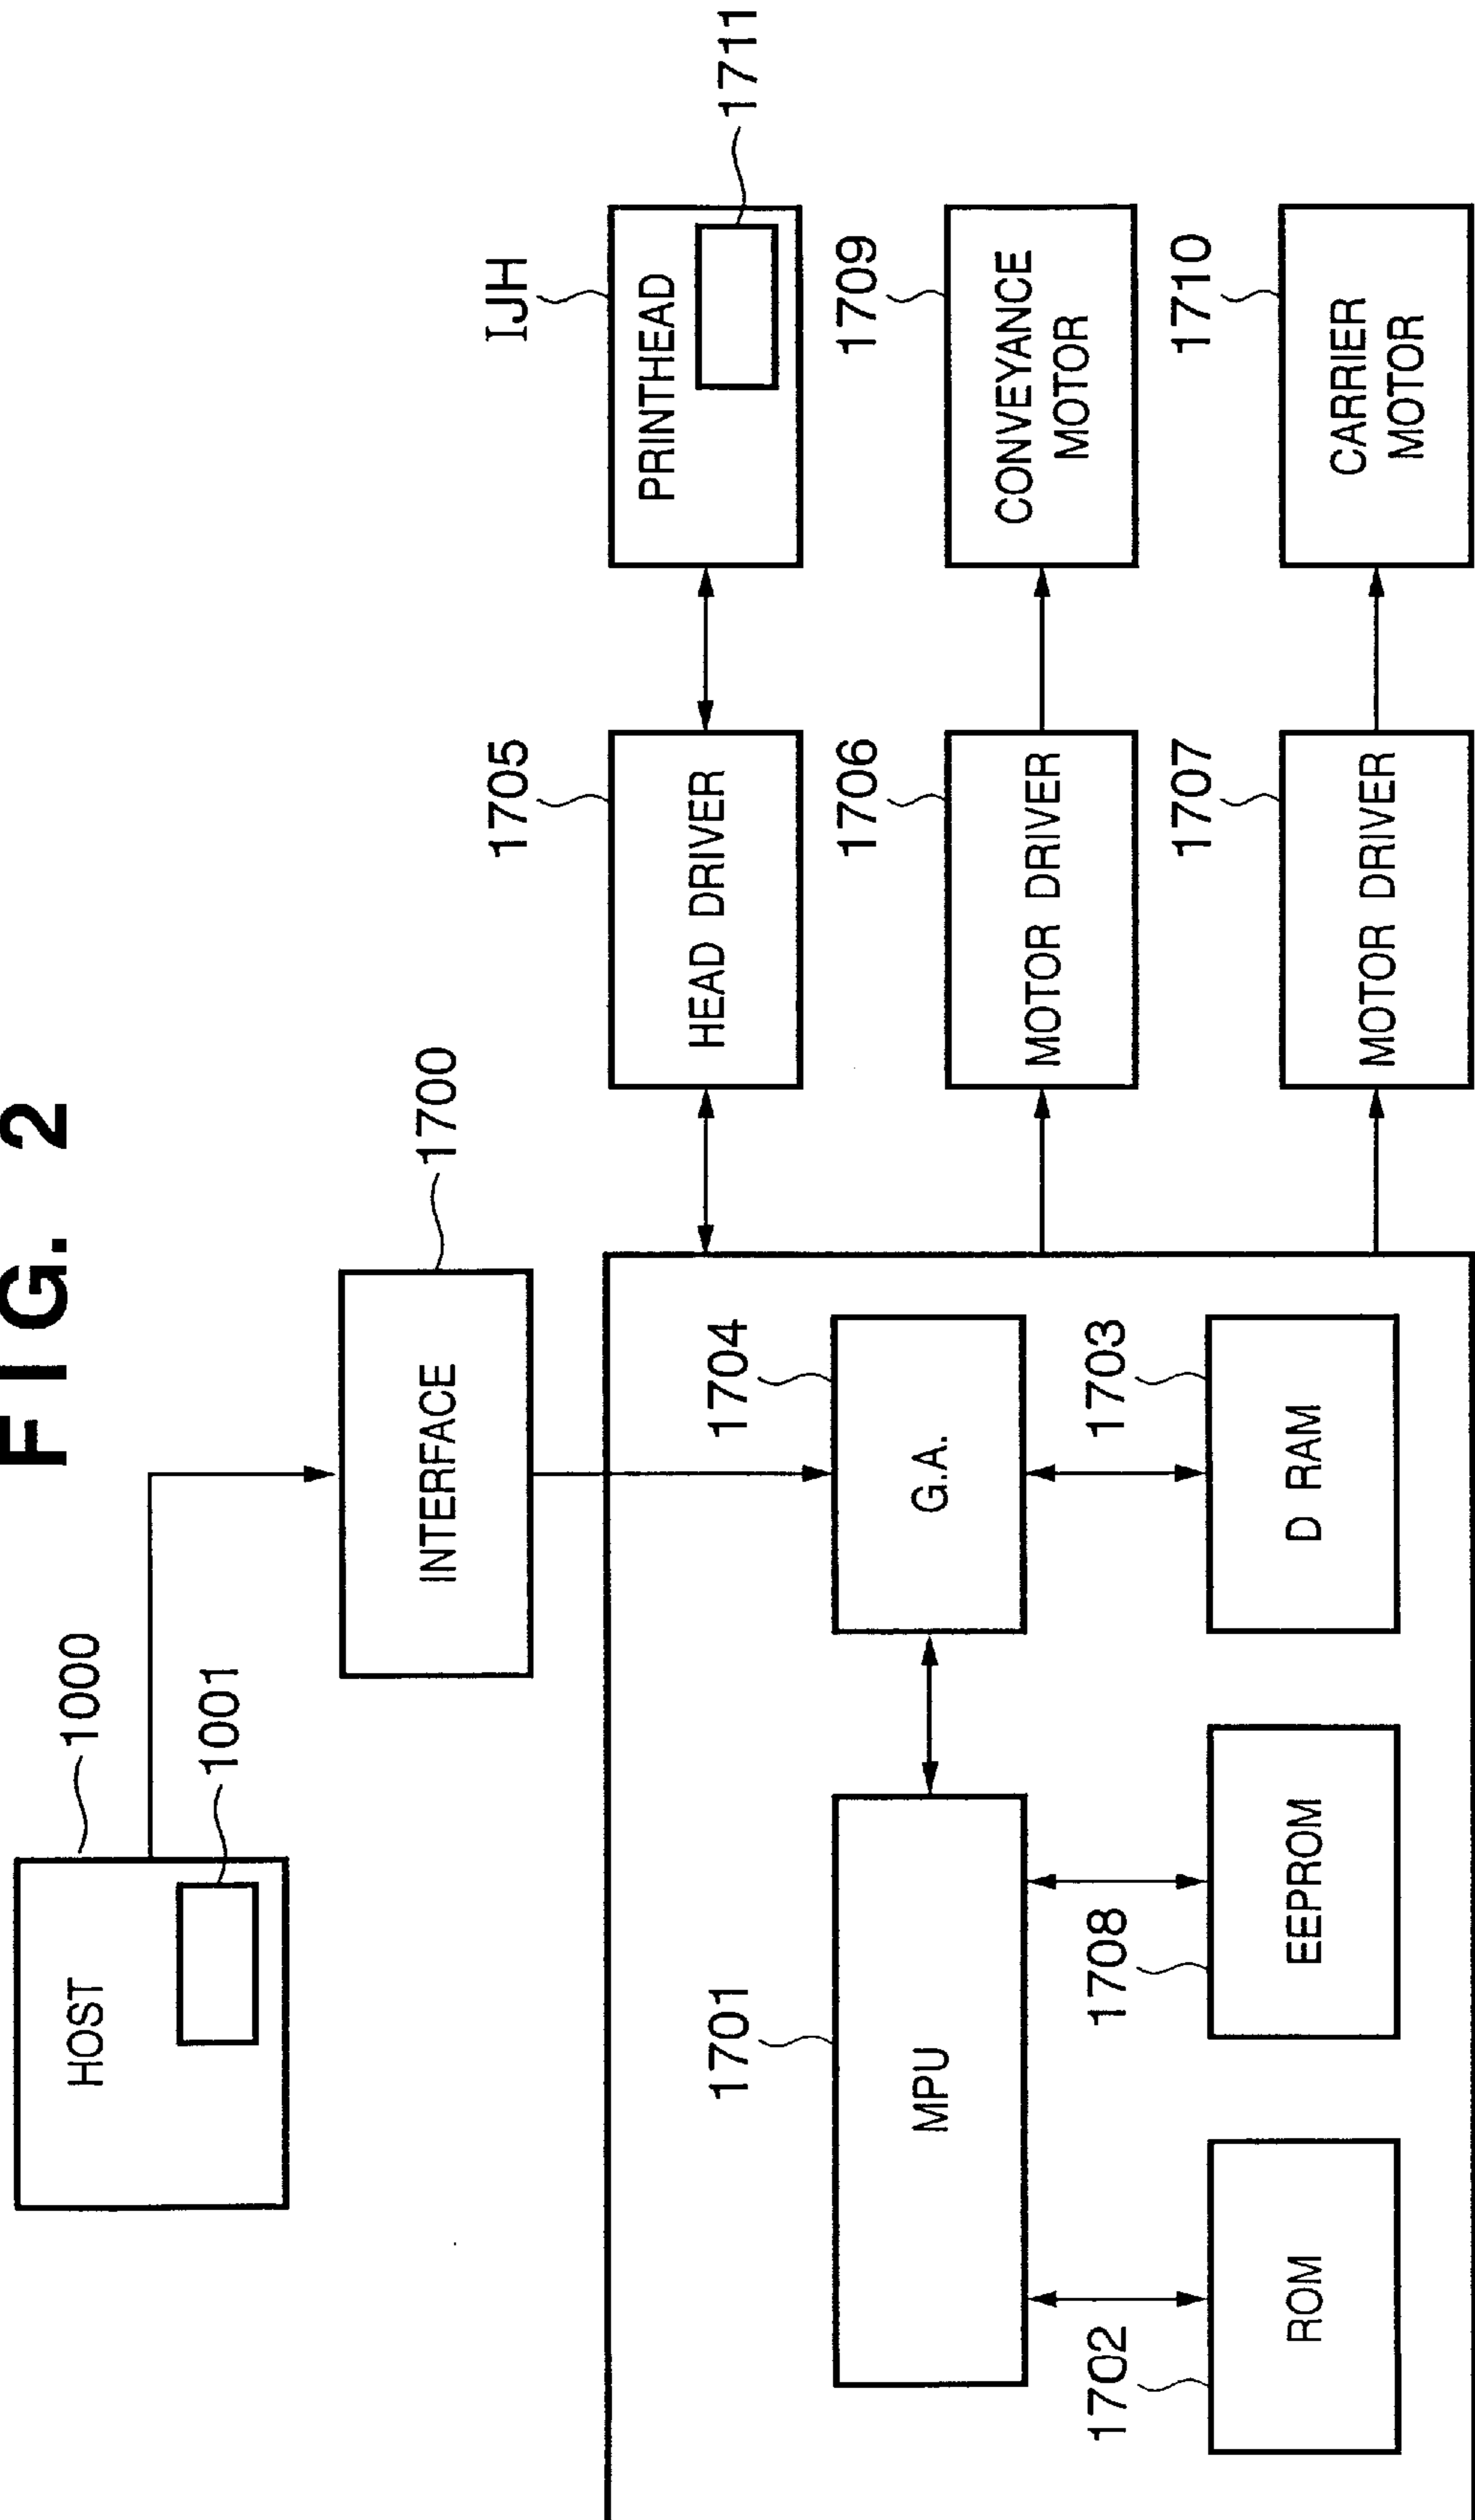 FIG. 2
1000
HOST
1001
1700
INTERFACE
IJH
PRINTHEAD
1711
1705
HEAD DRIVER
1709
CONVEYANCE
MOTOR
1706
MOTOR DRIVER
1710
CARRIER
MOTOR
1707
MOTOR DRIVER
1704
G.A.
1703
D RAM
1701
MPU
1708
EEPROM
1702
ROM